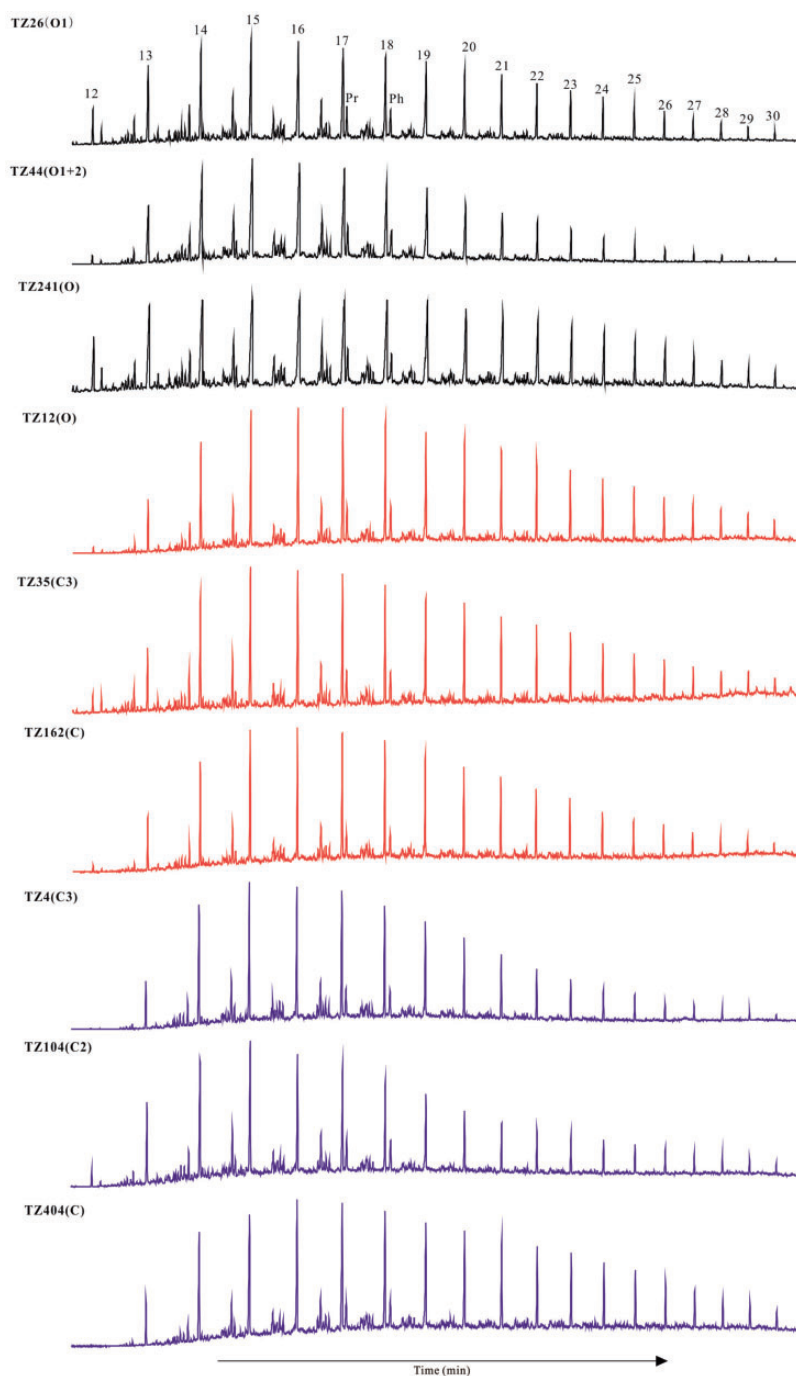 TZ26(O1)
12 13 14 15 16 17 Pr 18 Ph 19 20 21 22 23 24 25 26 27 28 29 30
TZ44(O1+2)
TZ241(O)
TZ12(O)
TZ35(C3)
TZ162(C)
TZ4(C3)
TZ104(C2)
TZ404(C)
Time (min)